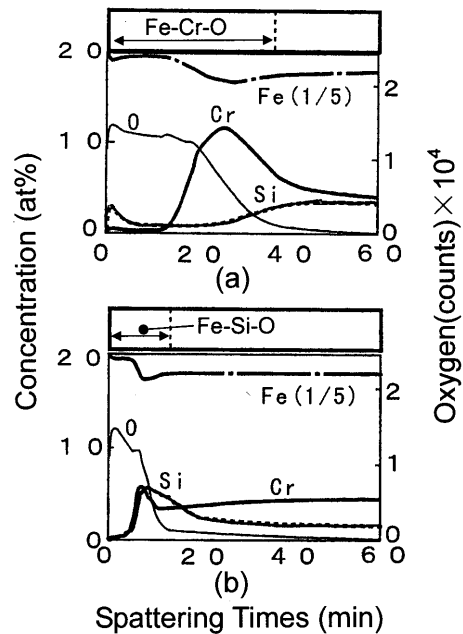 Fe-Cr-O
2 0
Fe (1/5)
2
O
Cr
1 0
1
Si
0
0
0
2 0
4 0
6 0
(a)
Fe-Si-O
2 0
2
Fe (1/5)
O
1 0
1
Si
Cr
0
0
0
2 0
4 0
6 0
(b)
Spattering Times (min)
Concentration (at%)
Oxygen(counts)×10⁴